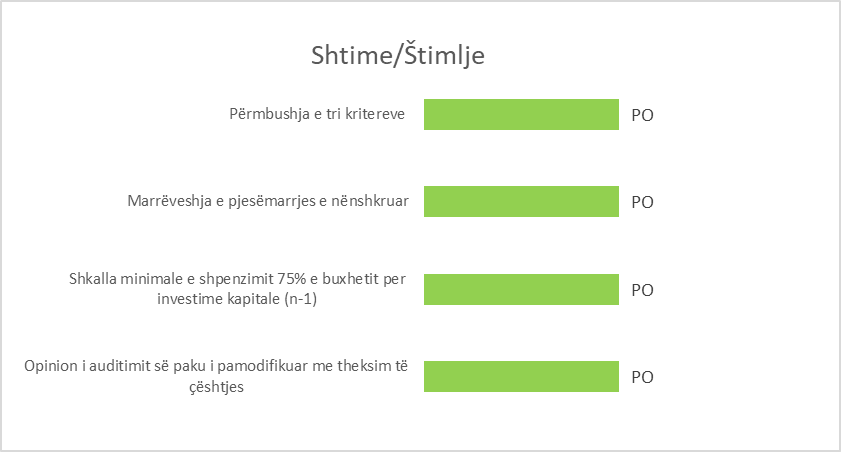 Shtime/Štimlje
Përmbushja e tri kritereve
PO
Marrëveshja e pjesëmarrjes e nënshkruar
PO
Shkalla minimale e shpenzimit 75% e buxhetit per
investime kapitale (n-1)
PO
Opinion i auditimit së paku i pamodifikuar me theksim të
çështjes
PO